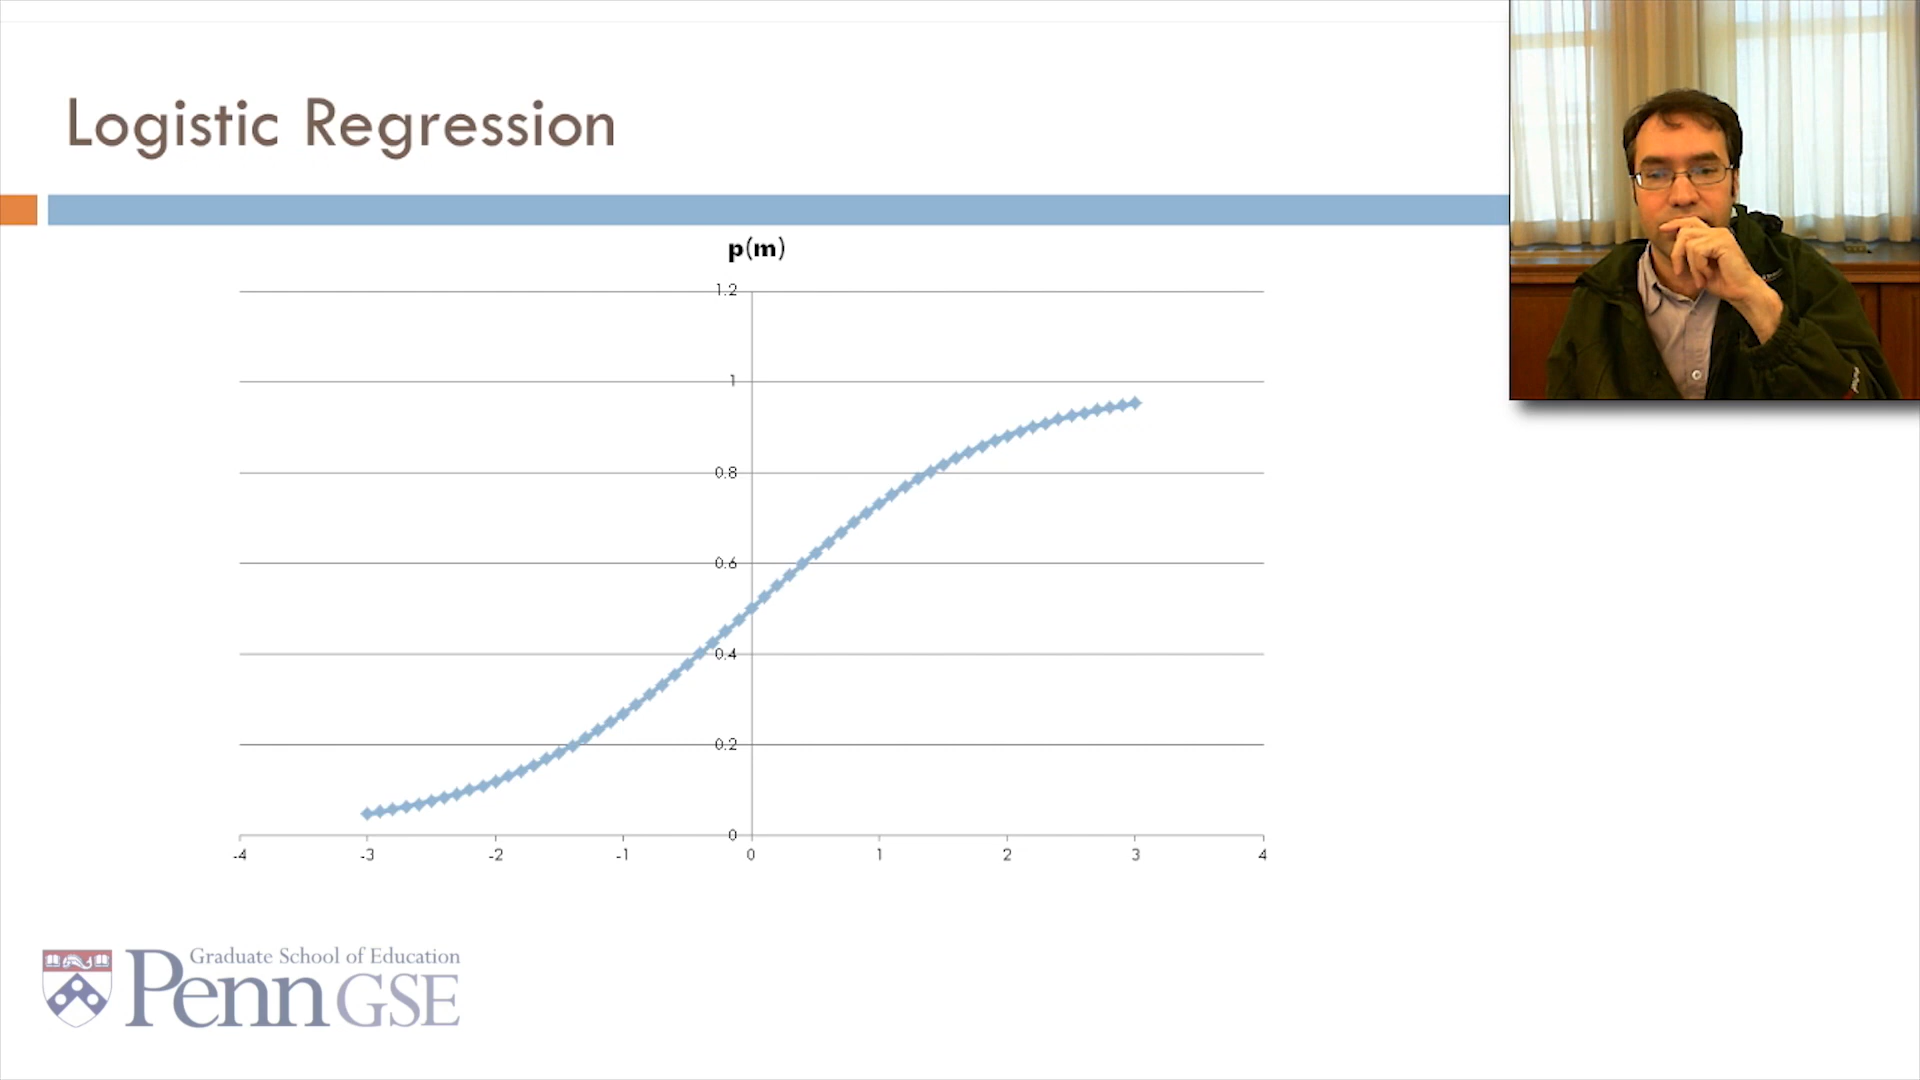 Logistic Regression
p(m)
1.2
1
0.8
0.6
0.4
0.2
0
-4 -3 -2 -1 0 1 2 3 4
Graduate School of Education
Penn GSE